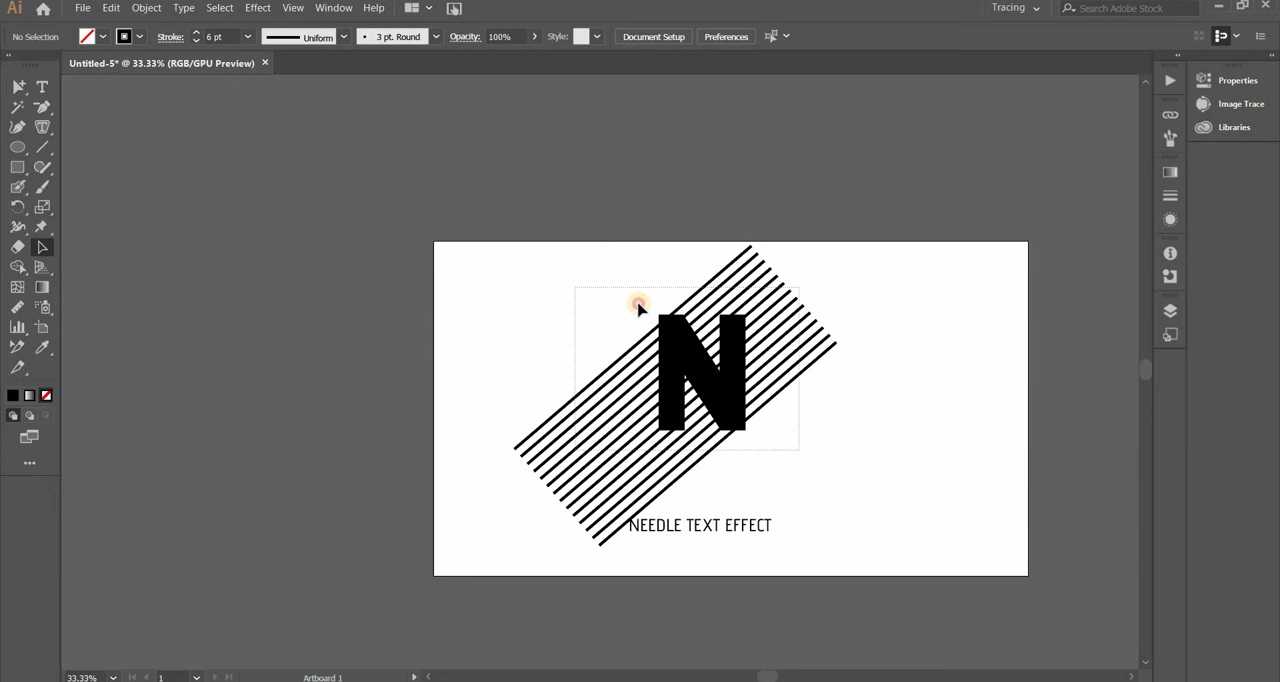 Ai File Edit Object Type Select Effect View Window Help Tracing Search Adobe Stock
No Selection Stroke: 6 pt Uniform 3 pt. Round Opacity: 100% Style: Document Setup Preferences
Untitled-5* @ 33.33% (RGB/GPU Preview) ×
Properties
Image Trace
Libraries
N
NEEDLE TEXT EFFECT
33.33% 1 Artboard 1